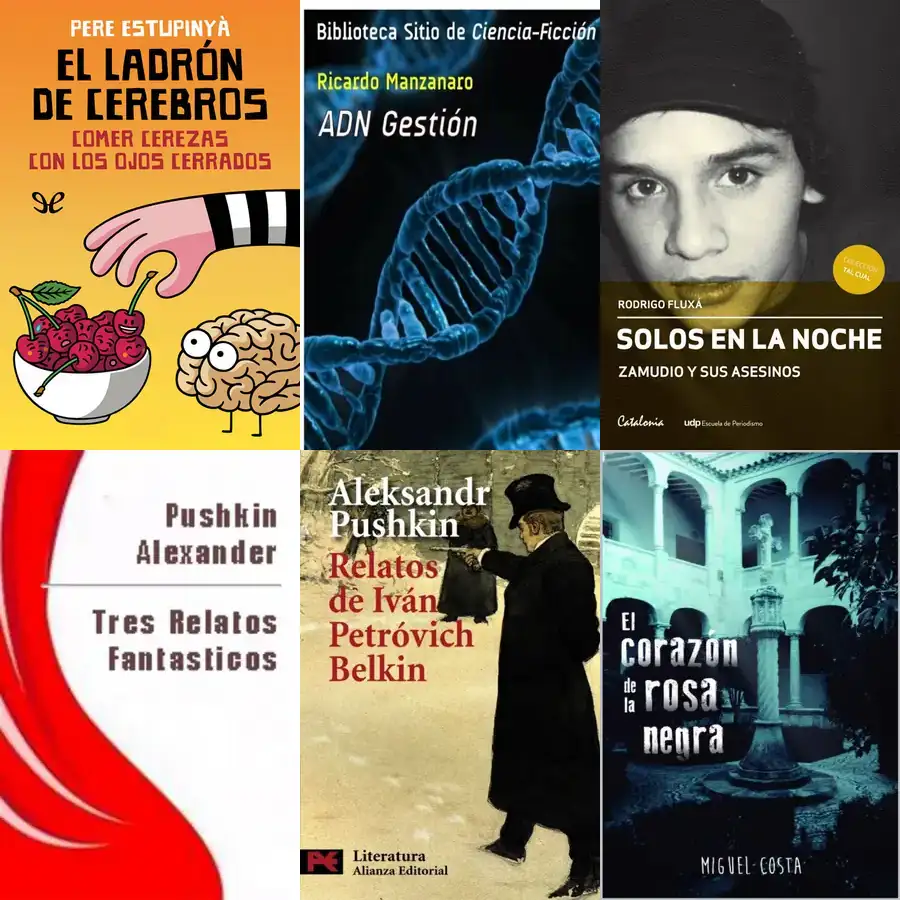 PERE ESTUPINYÀ
EL LADRÓN
DE CEREBROS
COMER CEREZAS
CON LOS OJOS CERRADOS
Biblioteca Sitio de Ciencia-Ficción
Ricardo Manzanaro
ADN Gestión
COLECCIÓN
TAL CUAL
RODRIGO FLUXÁ
SOLOS EN LA NOCHE
ZAMUDIO Y SUS ASESINOS
Catalonia
udp Escuela de Periodismo
Pushkin
Alexander
Tres Relatos
Fantasticos
Aleksandr
Pushkin
Relatos
de Iván
Petróvich
Belkin
Literatura
Alianza Editorial
El
corazón
de la
rosa
negra
MIGUEL COSTA